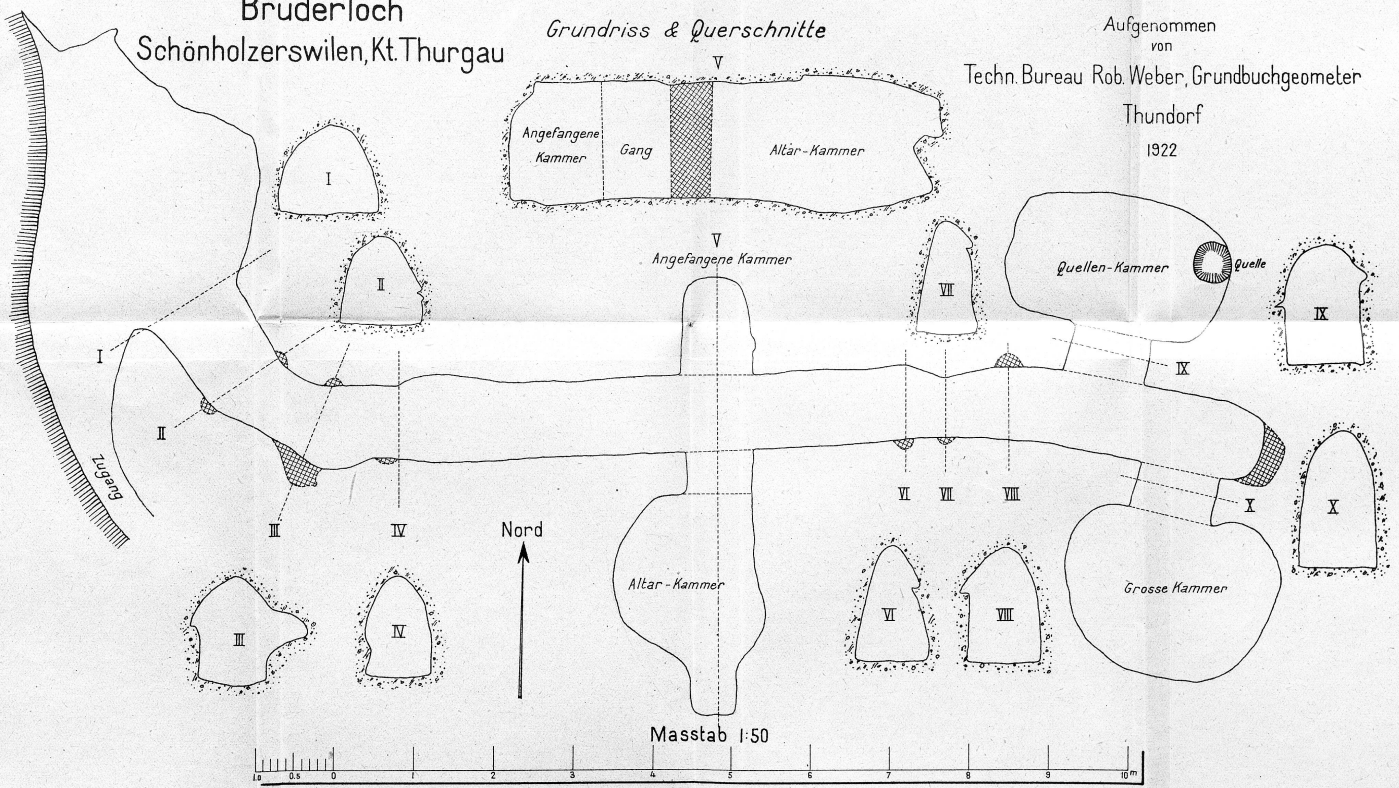 Bruderloch
Schönholzerswilen, Kt. Thurgau
Grundriss & Querschnitte
Aufgenommen
von
Techn. Bureau Rob. Weber, Grundbuchgeometer
Thundorf
1922
V
Angefangene Kammer
Gang
Altar-Kammer
I
II
V
Angefangene Kammer
VII
Quellen-Kammer
Quelle
IX
I
IX
II
Zugang
III
IV
Nord
VI
VII
VIII
X
X
III
IV
Altar-Kammer
VI
VIII
Grosse Kammer
Masstab 1:50
1.0 0.5 0 1 2 3 4 5 6 7 8 9 10 m